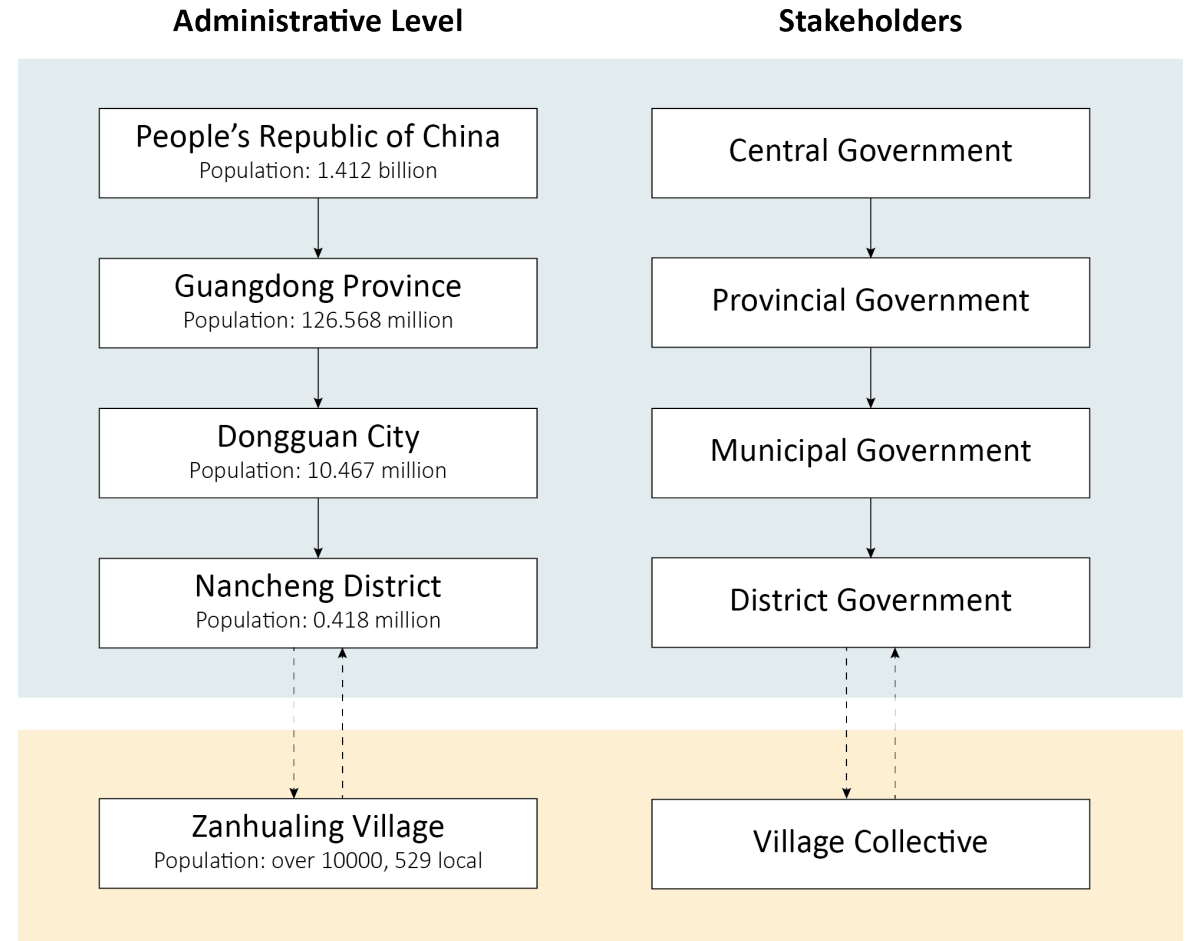 Administrative Level
Stakeholders
People's Republic of China
Population: 1.412 billion
Central Government
Guangdong Province
Population: 126.568 million
Provincial Government
Dongguan City
Population: 10.467 million
Municipal Government
Nancheng District
Population: 0.418 million
District Government
Zanhualing Village
Population: over 10000, 529 local
Village Collective